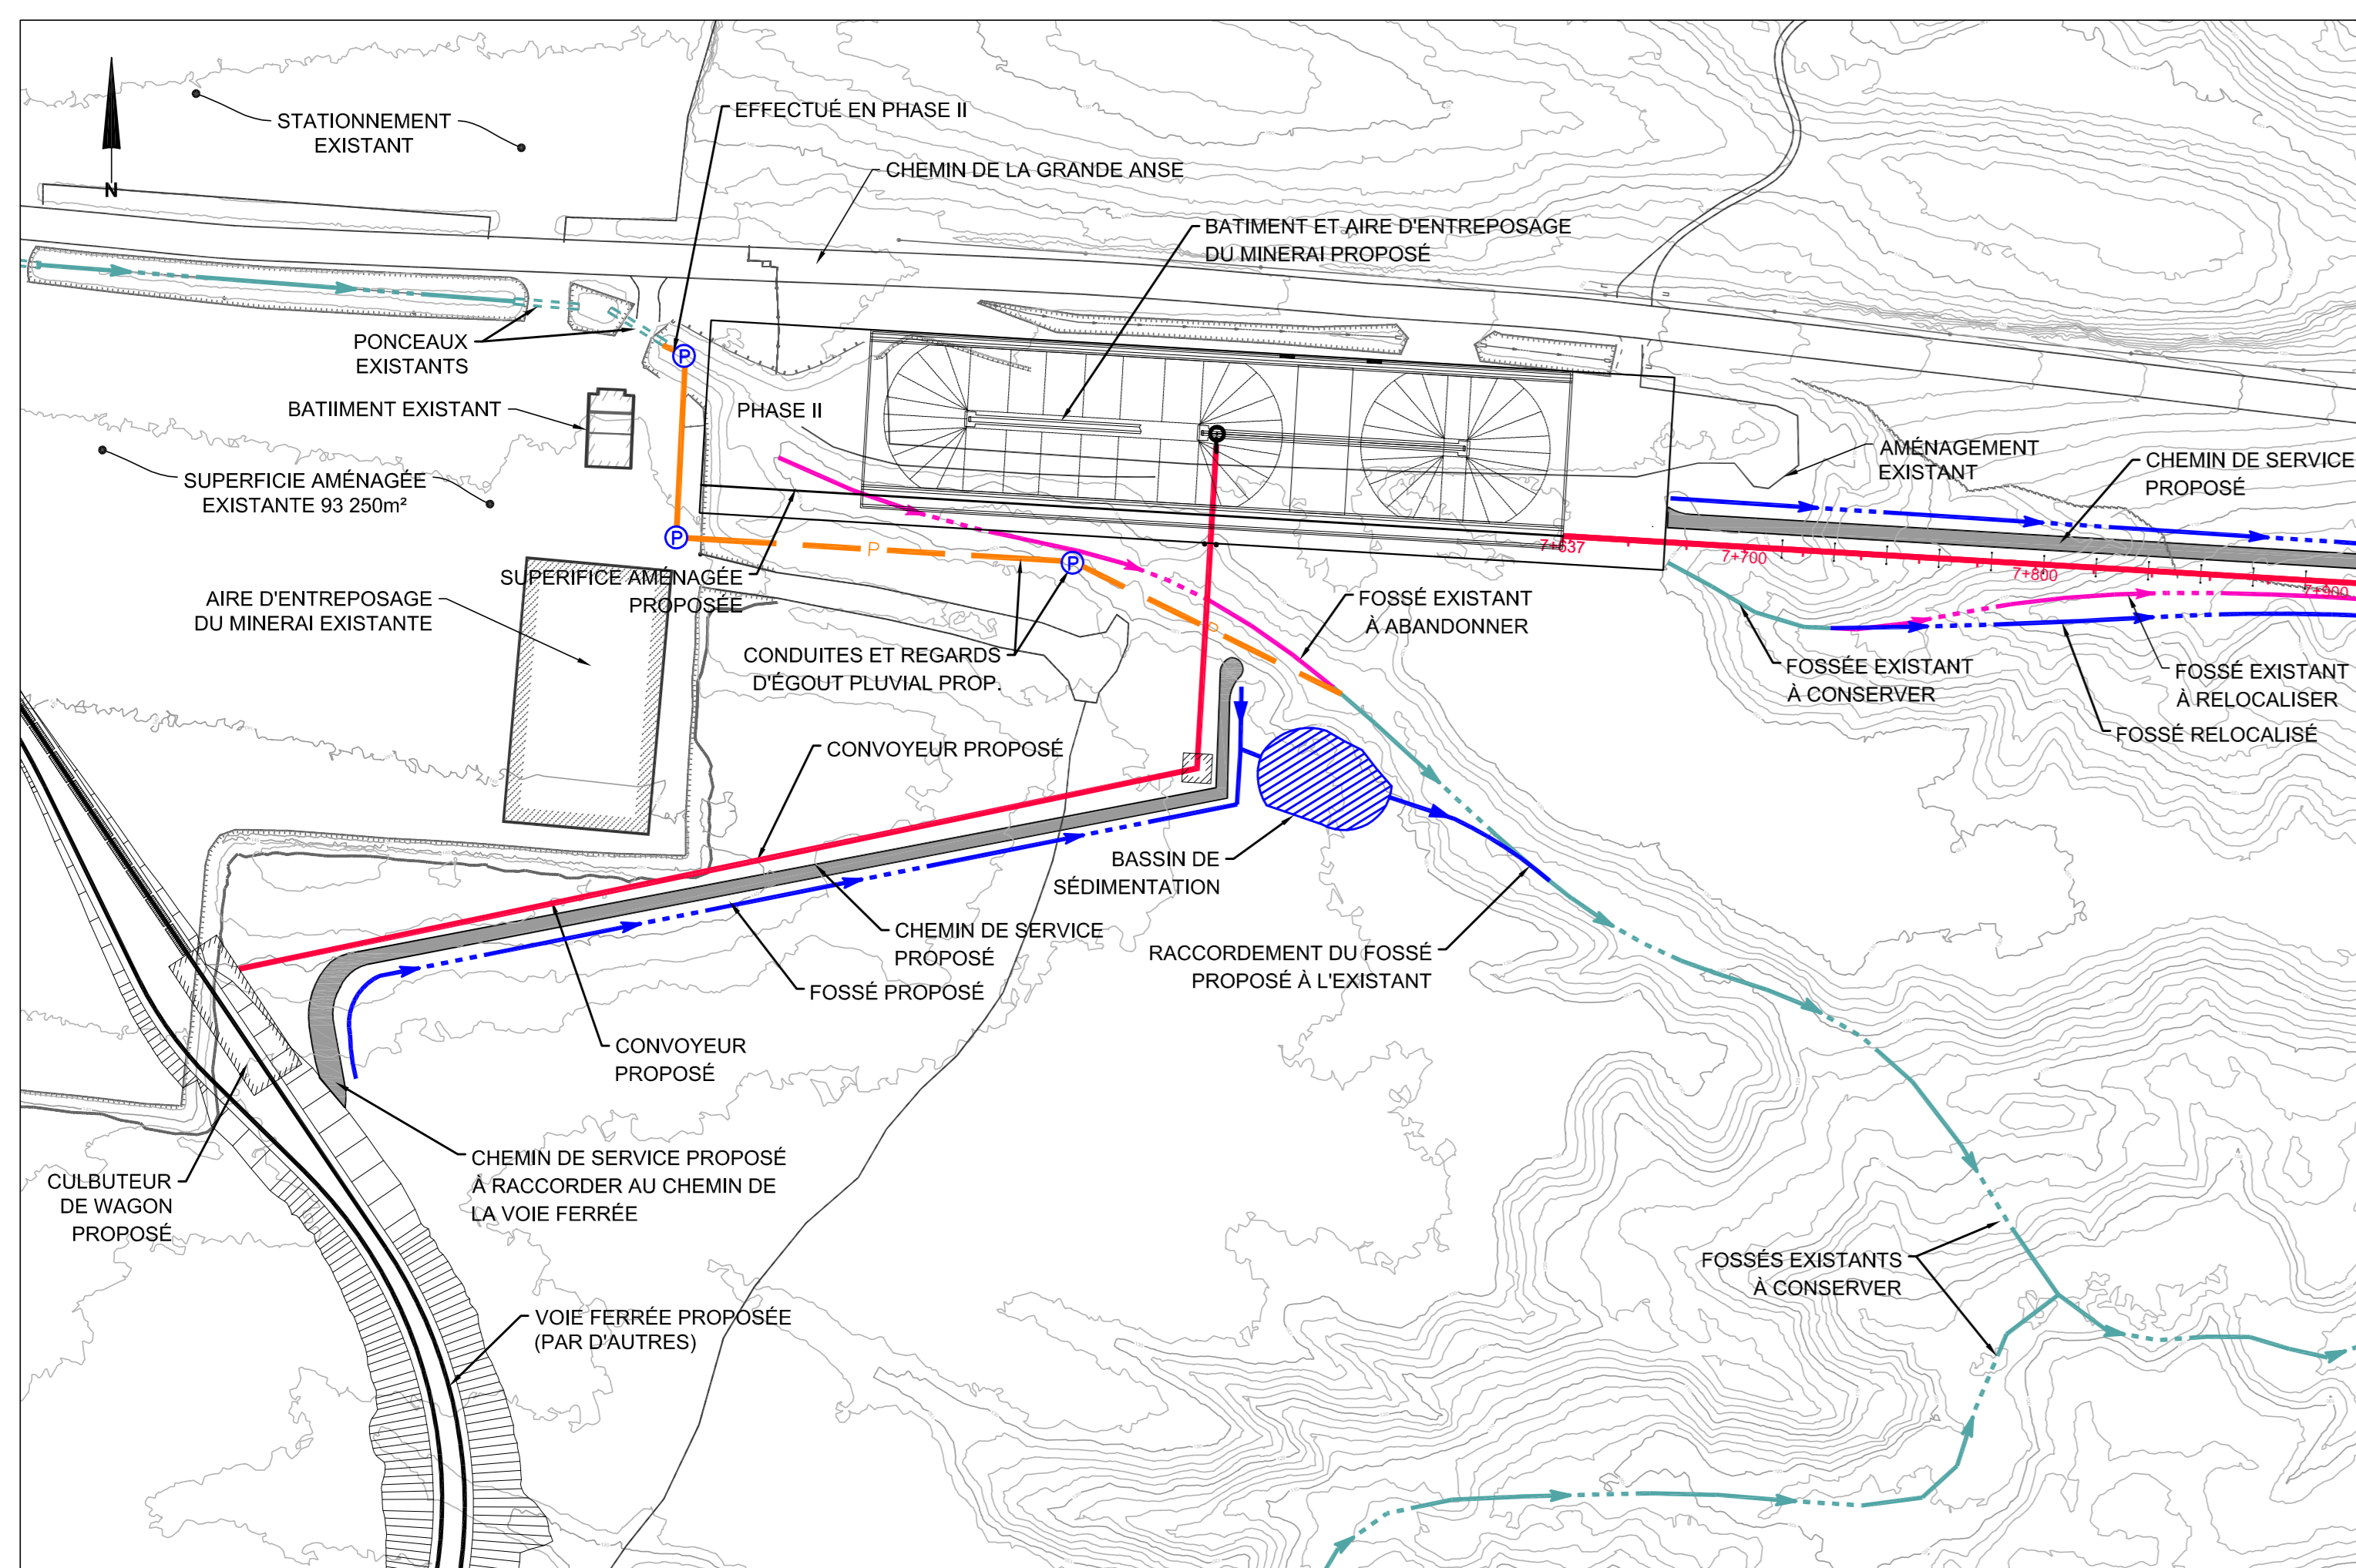 EFFECTUÉ EN PHASE II
STATIONNEMENT
EXISTANT
CHEMIN DE LA GRANDE ANSE
N
BATIMENT ET AIRE D'ENTREPOSAGE
DU MINERAI PROPOSÉ
PONCEAUX
EXISTANTS
P
BATIIMENT EXISTANT
PHASE II
AMÉNAGEMENT
EXISTANT
CHEMIN DE SERVICE
PROPOSÉ
SUPERFICIE AMÉNAGÉE
EXISTANTE 93 250m²
P
P
P
7+637
7+700
7+800
7+900
SUPERIFICE AMÉNAGÉE
PROPOSÉE
AIRE D'ENTREPOSAGE
DU MINERAI EXISTANTE
FOSSÉ EXISTANT
À ABANDONNER
P
CONDUITES ET REGARDS
D'ÉGOUT PLUVIAL PROP.
FOSSÉE EXISTANT
À CONSERVER
FOSSÉ EXISTANT
À RELOCALISER
FOSSÉ RELOCALISÉ
CONVOYEUR PROPOSÉ
BASSIN DE
SÉDIMENTATION
CHEMIN DE SERVICE
PROPOSÉ
RACCORDEMENT DU FOSSÉ
PROPOSÉ À L'EXISTANT
FOSSÉ PROPOSÉ
CONVOYEUR
PROPOSÉ
CHEMIN DE SERVICE PROPOSÉ
À RACCORDER AU CHEMIN DE
LA VOIE FERRÉE
CULBUTEUR
DE WAGON
PROPOSÉ
FOSSÉS EXISTANTS
À CONSERVER
VOIE FERRÉE PROPOSÉE
(PAR D'AUTRES)